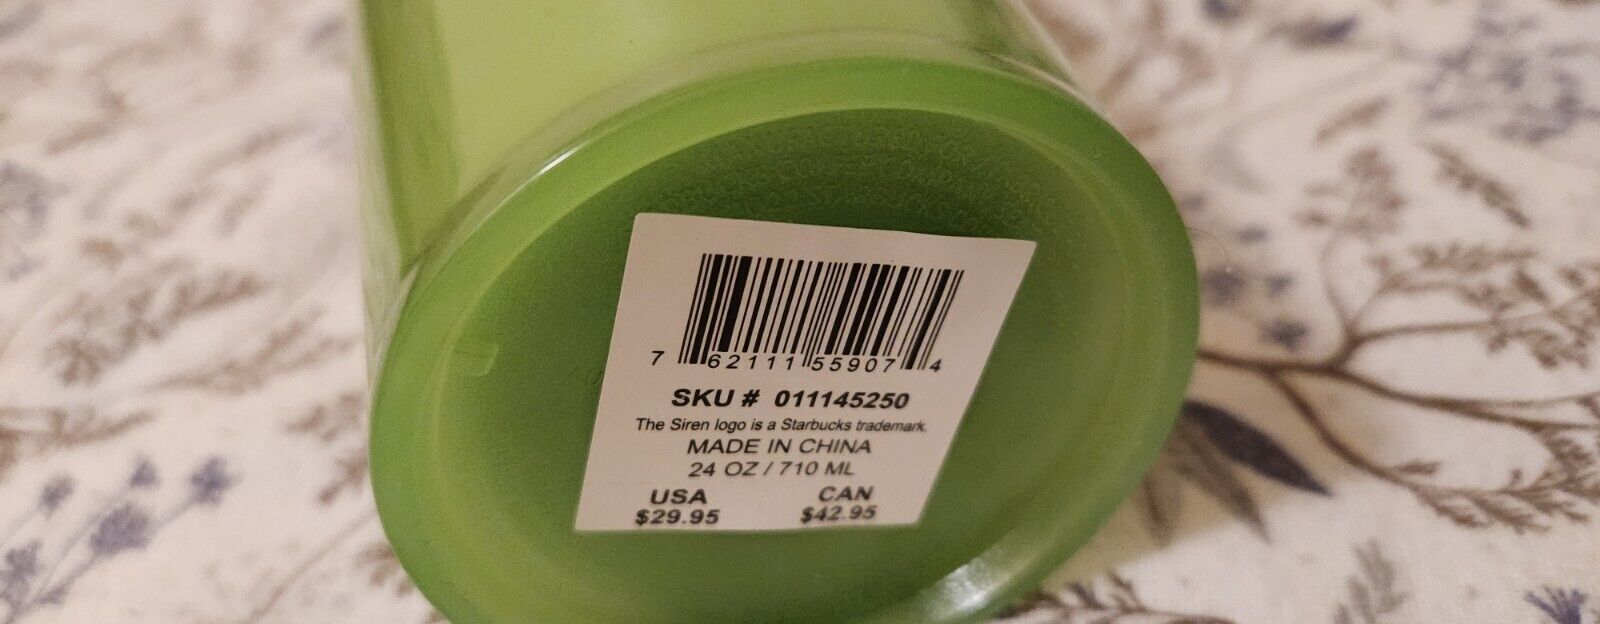 7 62111 55907 4
SKU # 011145250
The Siren logo is a Starbucks trademark.
MADE IN CHINA
24 OZ / 710 ML
USA CAN
$29.95 $42.95